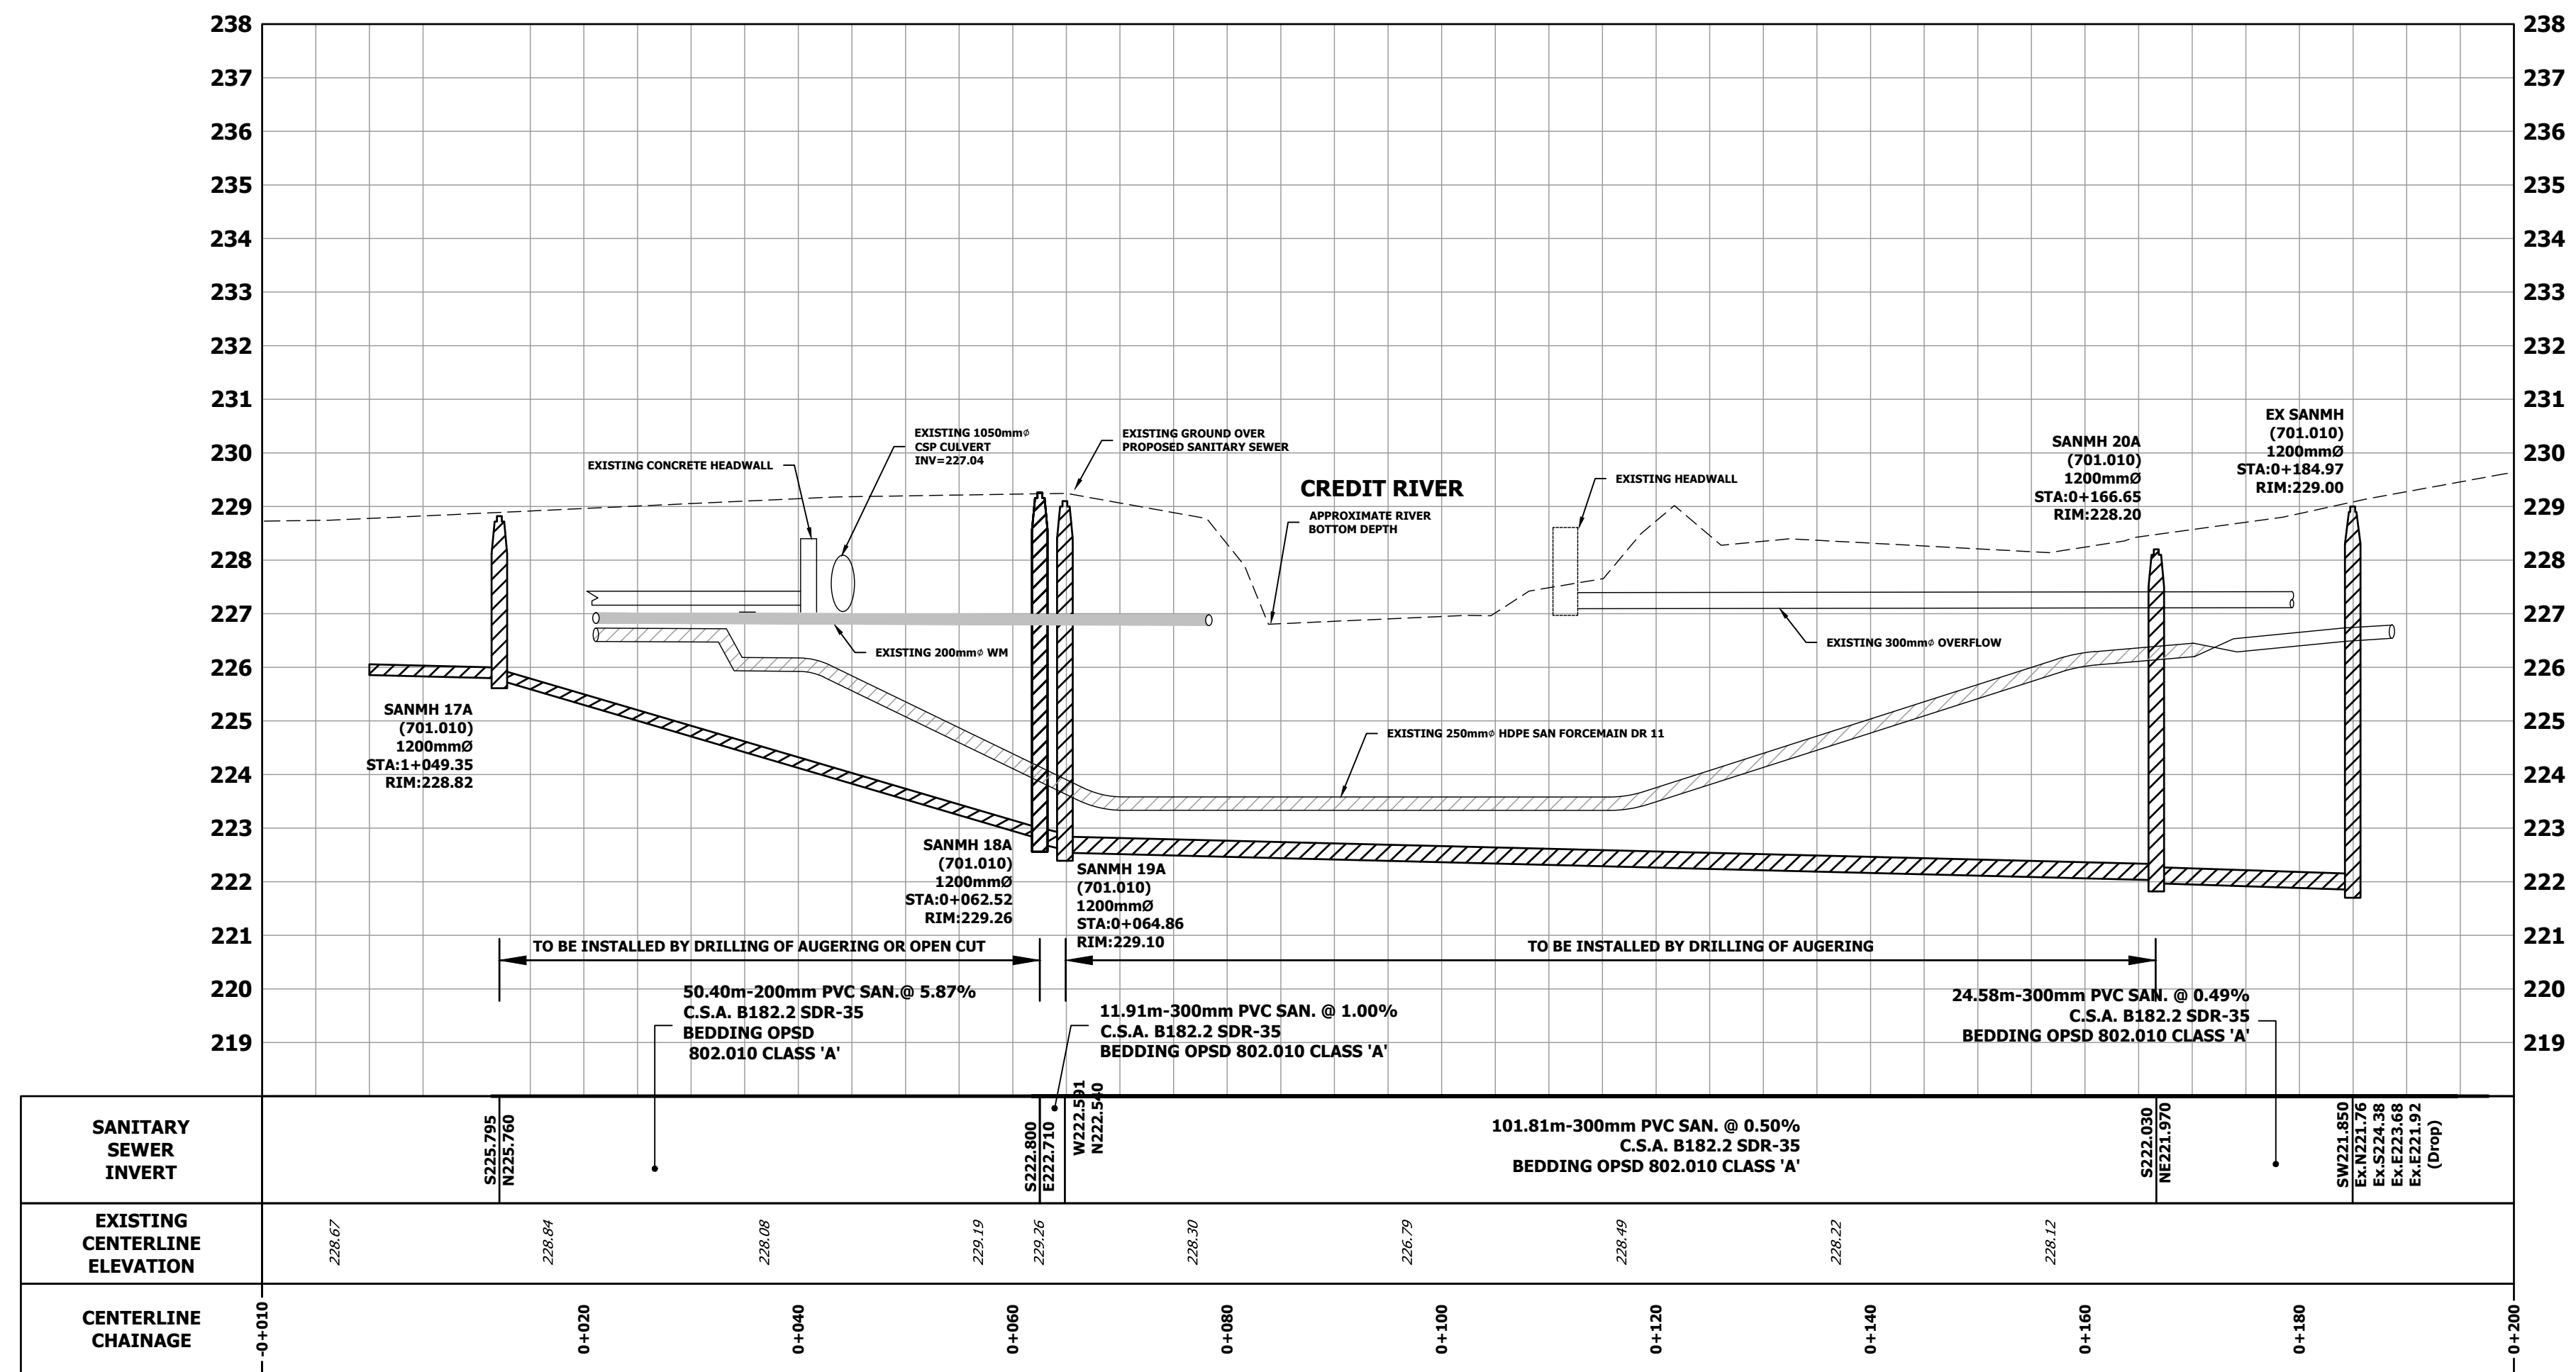 238
237
236
235
234
233
232
231
230
229
228
227
226
225
224
223
222
221
220
219
238
237
236
235
234
233
232
231
230
229
228
227
226
225
224
223
222
221
220
219
EXISTING CONCRETE HEADWALL
EXISTING 1050mmø
CSP CULVERT
INV=227.04
EXISTING GROUND OVER
PROPOSED SANITARY SEWER
CREDIT RIVER
APPROXIMATE RIVER
BOTTOM DEPTH
EXISTING HEADWALL
SANMH 20A
(701.010)
1200mmØ
STA:0+166.65
RIM:228.20
EX SANMH
(701.010)
1200mmØ
STA:0+184.97
RIM:229.00
EXISTING 200mmø WM
EXISTING 300mmø OVERFLOW
EXISTING 250mmø HDPE SAN FORCEMAIN DR 11
SANMH 17A
(701.010)
1200mmØ
STA:1+049.35
RIM:228.82
SANMH 18A
(701.010)
1200mmØ
STA:0+062.52
RIM:229.26
SANMH 19A
(701.010)
1200mmØ
STA:0+064.86
RIM:229.10
TO BE INSTALLED BY DRILLING OF AUGERING OR OPEN CUT
TO BE INSTALLED BY DRILLING OF AUGERING
50.40m-200mm PVC SAN.@ 5.87%
C.S.A. B182.2 SDR-35
BEDDING OPSD
802.010 CLASS 'A'
11.91m-300mm PVC SAN. @ 1.00%
C.S.A. B182.2 SDR-35
BEDDING OPSD 802.010 CLASS 'A'
24.58m-300mm PVC SAN. @ 0.49%
C.S.A. B182.2 SDR-35
BEDDING OPSD 802.010 CLASS 'A'
SANITARY
SEWER
INVERT
S225.795
N225.760
S222.800
E222.710
W222.591
N222.540
101.81m-300mm PVC SAN. @ 0.50%
C.S.A. B182.2 SDR-35
BEDDING OPSD 802.010 CLASS 'A'
S222.030
NE221.970
SW221.850
Ex.N221.76
Ex.S224.38
Ex.E223.68
Ex.E221.92
(Drop)
EXISTING
CENTERLINE
ELEVATION
228.67
228.84
228.08
229.19
229.26
228.30
226.79
228.49
228.22
228.12
CENTERLINE
CHAINAGE
-0+010
0+020
0+040
0+060
0+080
0+100
0+120
0+140
0+160
0+180
0+200